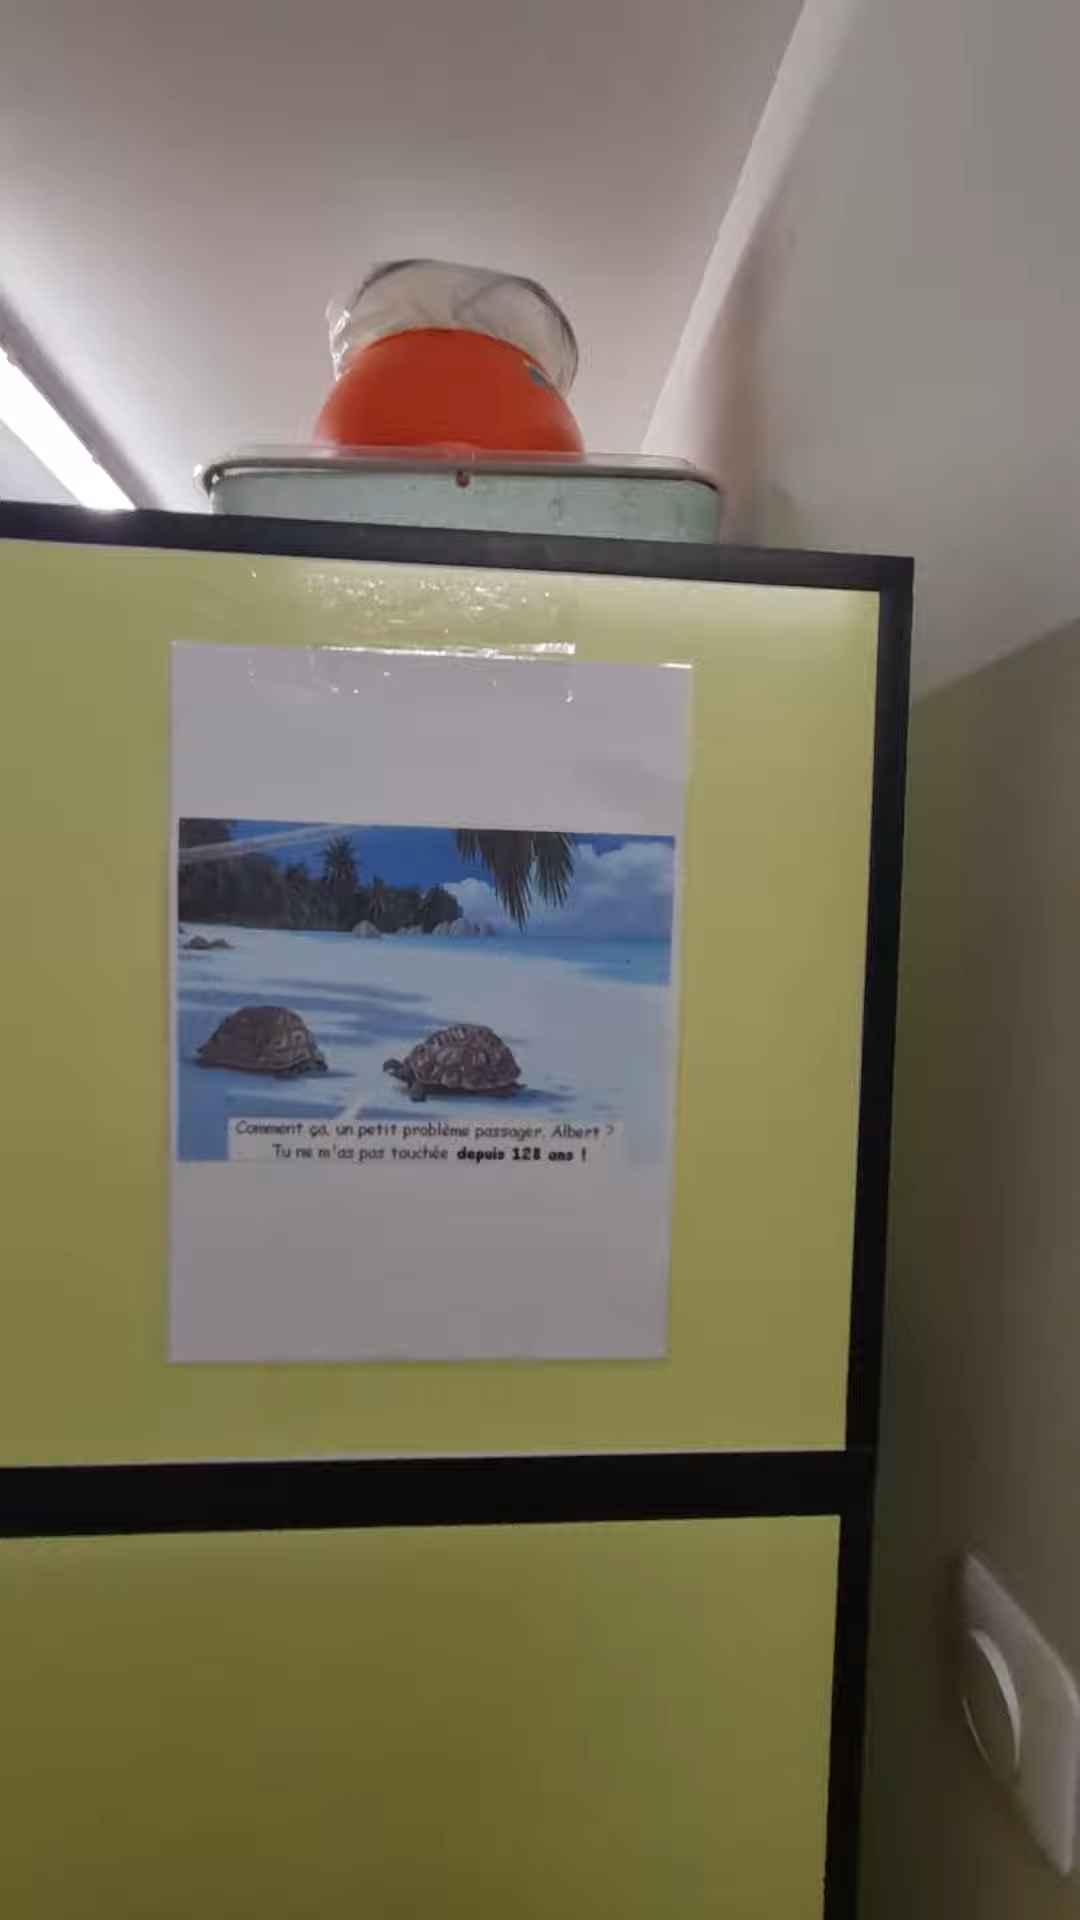 Comment ça, un petit problème passager, Albert ?
Tu ne m'as pas touchée depuis 128 ans !